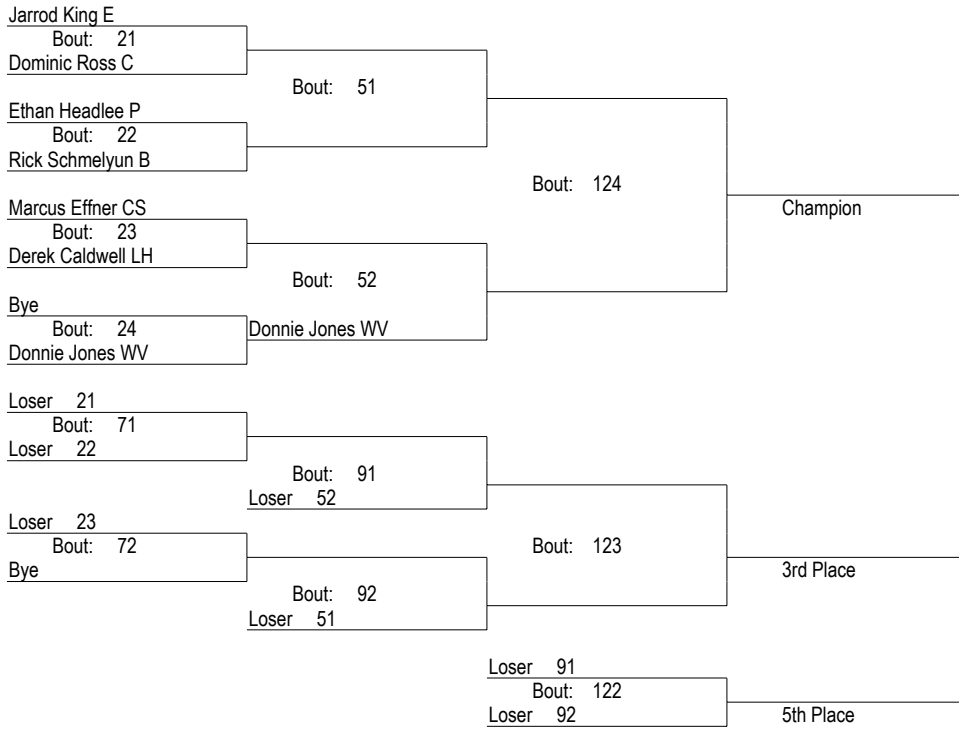 Jarrod King E
Bout: 21
Dominic Ross C
Bout: 51
Ethan Headlee P
Bout: 22
Rick Schmelyun B
Bout: 124
Marcus Effner CS
Champion
Bout: 23
Derek Caldwell LH
Bout: 52
Bye
Bout: 24
Donnie Jones WV
Donnie Jones WV
Loser 21
Bout: 71
Loser 22
Bout: 91
Loser 52
Loser 23
Bout: 72
Bout: 123
Bye
3rd Place
Bout: 92
Loser 51
Loser 91
Bout: 122
Loser 92
5th Place